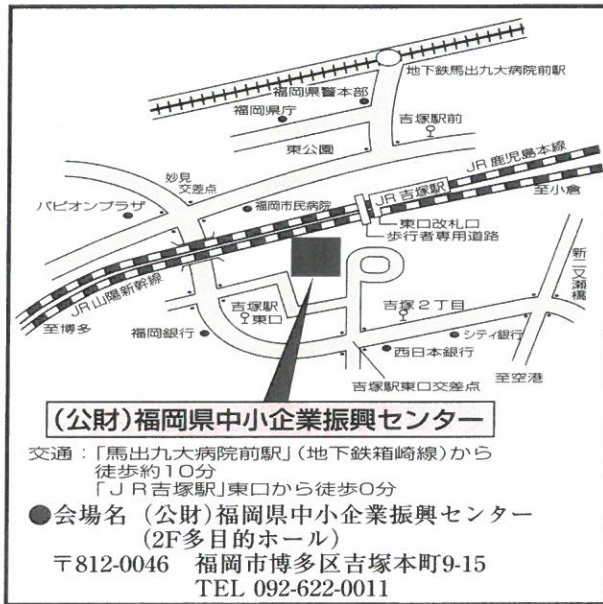 地下鉄馬出九大病院前駅
福岡県警本部
福岡県庁
吉塚駅前
東公園
妙見
交差点
JR鹿児島本線
JR吉塚駅
至小倉
パピオンプラザ
福岡市民病院
東口改札口
歩行者専用道路
新二又瀬橋
JR山陽新幹線
至博多
吉塚駅
東口
吉塚2丁目
福岡銀行
シティ銀行
西日本銀行
至空港
吉塚駅東口交差点
(公財)福岡県中小企業振興センター
交通:「馬出九大病院前駅」(地下鉄箱崎線)から
徒歩約10分
「JR吉塚駅」東口から徒歩0分
●会場名 (公財)福岡県中小企業振興センター
(2F多目的ホール)
〒812-0046 福岡市博多区吉塚本町9-15
TEL 092-622-0011